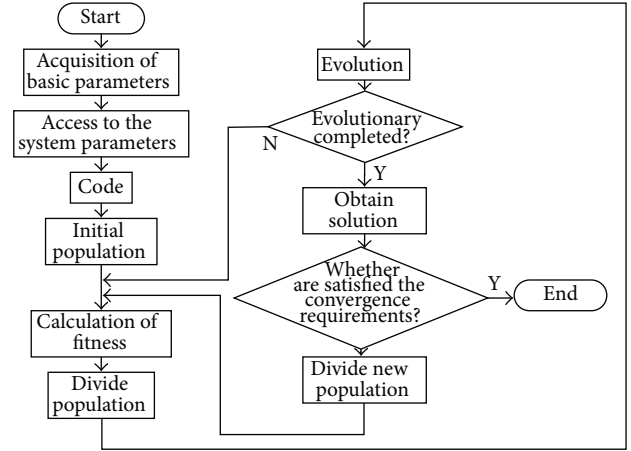 Start
Acquisition of
basic parameters
Access to the
system parameters
Code
Initial
population
Calculation of
fitness
Divide
population
Evolution
Evolutionary
completed?
N
Y
Obtain
solution
Whether
are satisfied the
convergence
requirements?
Y
End
Divide new
population